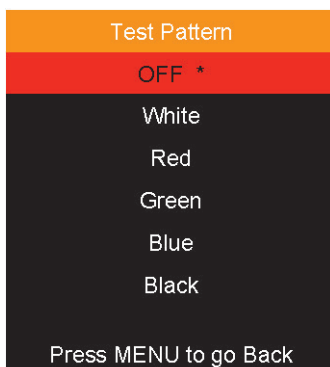 Test Pattern
OFF *
White
Red
Green
Blue
Black
Press MENU to go Back